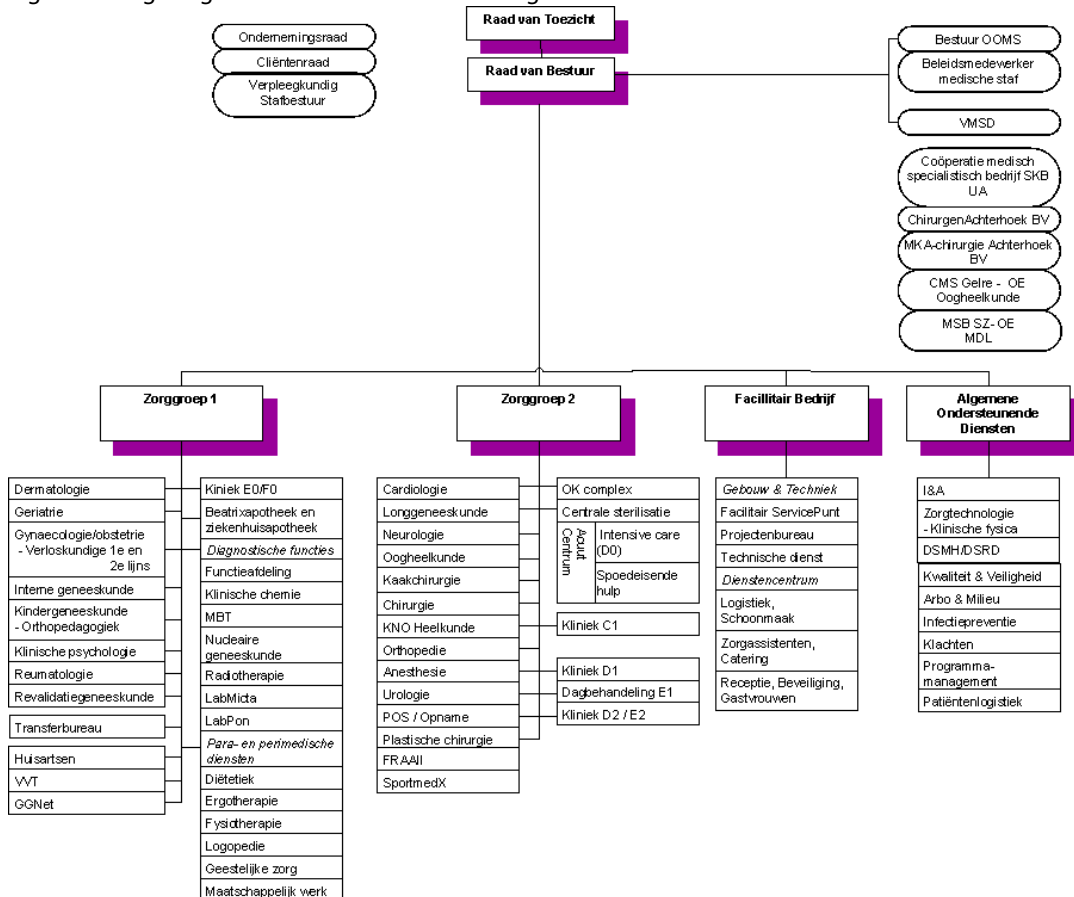 Raad van Toezicht
Raad van Bestuur
Ondernemingsraad
Cliëntenraad
Verpleegkundig
Stafbestuur
Bestuur OOMS
Beleidsmedewerker
medische staf
VMSD
Coöperatie medisch
specialistisch bedrijf SKB
UA
ChirurgenAchterhoek BV
MKA-chirurgie Achterhoek
BV
CMS Gelre - OE
Oogheelkunde
MSB SZ- OE
MDL
Zorggroep 1
Zorggroep 2
Facillitair Bedrijf
Algemene
Ondersteunende
Diensten
Dermatologie
Geriatrie
Gynaecologie/obstetrie
- Verloskundige 1e en
2e lijns
Interne geneeskunde
Kindergeneeskunde
- Orthopedagogiek
Klinische psychologie
Reumatologie
Revalidatiegeneeskunde
Transferbureau
Huisartsen
VVT
GGNet
Kiniek E0/F0
Beatrixapotheek en
ziekenhuisapotheek
Diagnostische functies
Functieafdeling
Klinische chemie
MBT
Nucleaire
geneeskunde
Radiotherapie
LabMicta
LabPon
Para- en perimedische
diensten
Diëtetiek
Ergotherapie
Fysiotherapie
Logopedie
Geestelijke zorg
Maatschappelijk werk
Cardiologie
Longgeneeskunde
Neurologie
Oogheelkunde
Kaakchirurgie
Chirurgie
KNO Heelkunde
Orthopedie
Anesthesie
Urologie
POS / Opname
Plastische chirurgie
FRAAII
SportmedX
OK complex
Centrale sterilisatie
Acuut
Centrum
Intensive care
(D0)
Spoedeisende
hulp
Kliniek C1
Kliniek D1
Dagbehandeling E1
Kliniek D2 / E2
Gebouw & Techniek
Facilitair ServicePunt
Projectenbureau
Technische dienst
Dienstencentrum
Logistiek,
Schoonmaak
Zorgassistenten,
Catering
Receptie, Beveiliging,
Gastvrouwen
I&A
Zorgtechnologie
- Klinische fysica
DSMH/DSRD
Kwaliteit & Veiligheid
Arbo & Milieu
Infectiepreventie
Klachten
Programma-
management
Patiëntenlogistiek